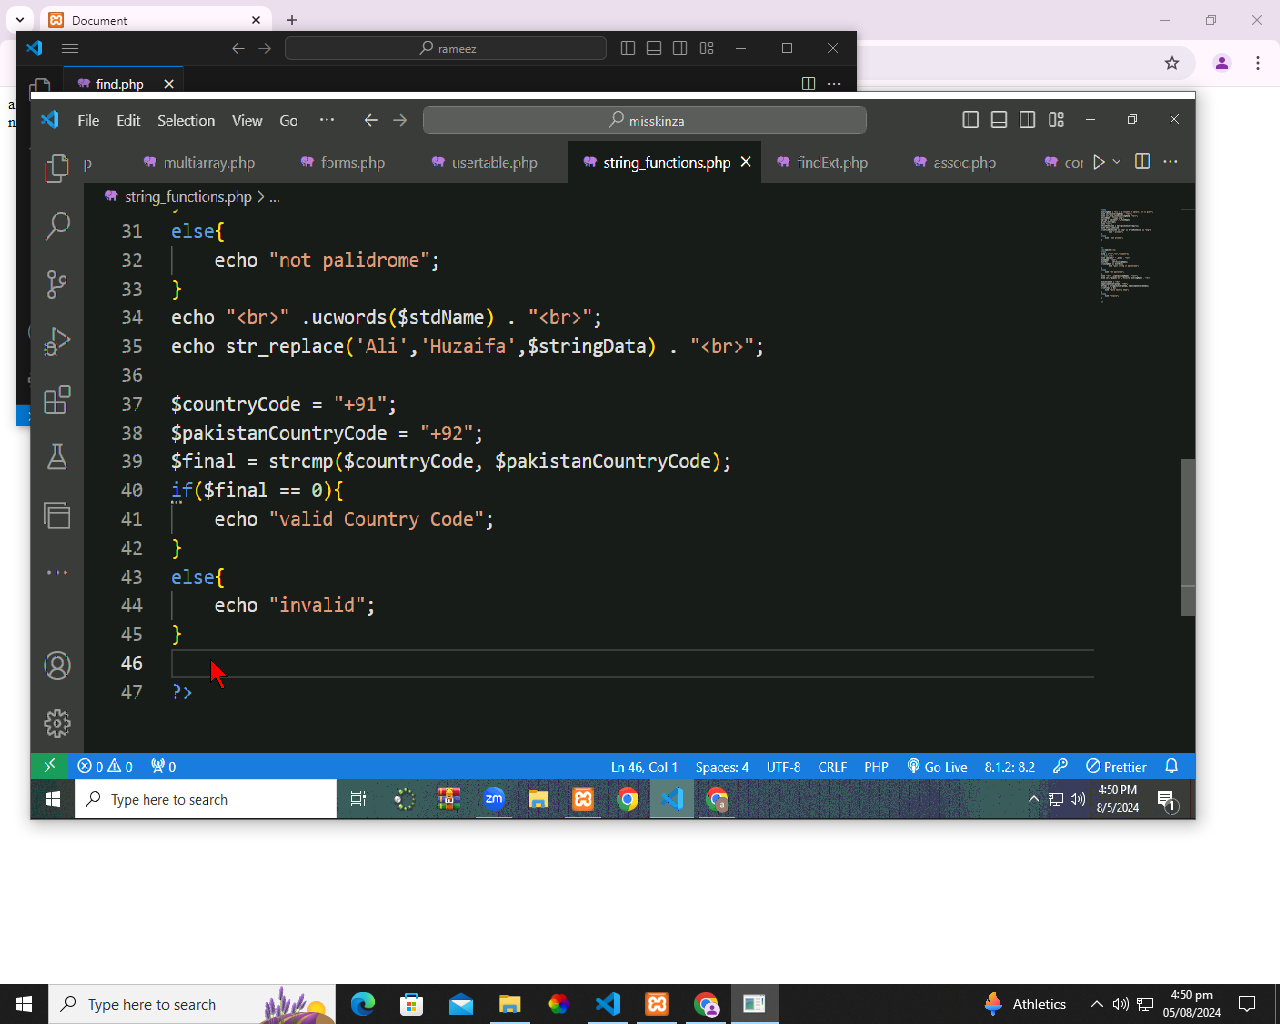 Document
rameez
find.php
a
n
File Edit Selection View Go ...
misskinza
p multiarray.php forms.php usertable.php string_functions.php findExt.php assoc.php cor
string_functions.php > ...
31 else{
32 echo "not palidrome";
33 }
34 echo "<br>" .ucwords($stdName) . "<br>";
35 echo str_replace('Ali','Huzaifa',$stringData) . "<br>";
36
37 $countryCode = "+91";
38 $pakistanCountryCode = "+92";
39 $final = strcmp($countryCode, $pakistanCountryCode);
40 if($final == 0){
41 echo "valid Country Code";
42 }
43 else{
44 echo "invalid";
45 }
46
47 ?>
0 0 0 Ln 46, Col 1 Spaces: 4 UTF-8 CRLF PHP Go Live 8.1.2: 8.2 Prettier
Type here to search
zm
a
4:50 PM
8/5/2024
1
Type here to search
Athletics
4:50 pm
05/08/2024